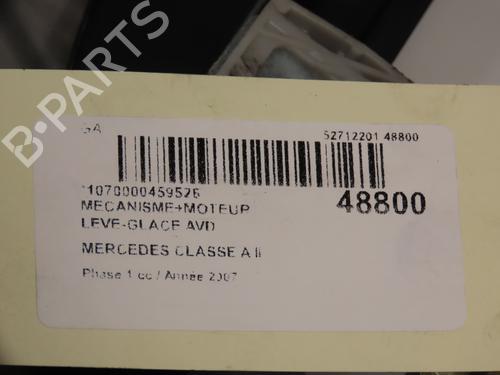 GA
52712201 48800
*1070000459526
48800
MECANISME+MOTEUR
LEVE-GLACE AVD
MERCEDES CLASSE A II
Phase 1 cc / Année 2007
B-PARTS